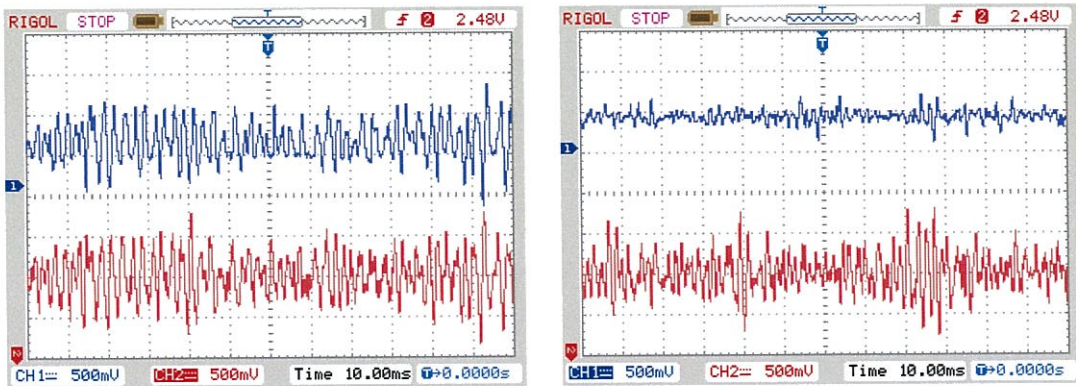 RIGOL STOP T 2.48V
T
1
2
CH1 500mV CH2 500mV Time 10.00ms T→0.0000s
RIGOL STOP T 2 2.48V
T
1
2
CH1 500mV CH2 500mV Time 10.00ms T→0.0000s